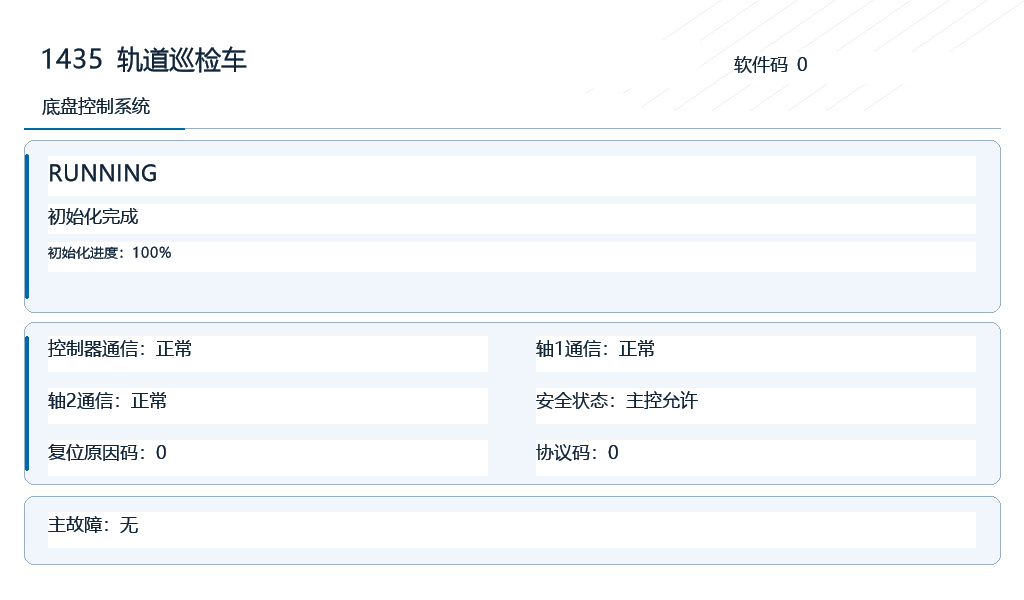 1435 轨道巡检车
软件码 0
底盘控制系统
RUNNING
初始化完成
初始化进度：100%
控制器通信：正常
轴1通信：正常
轴2通信：正常
安全状态：主控允许
复位原因码：0
协议码：0
主故障：无